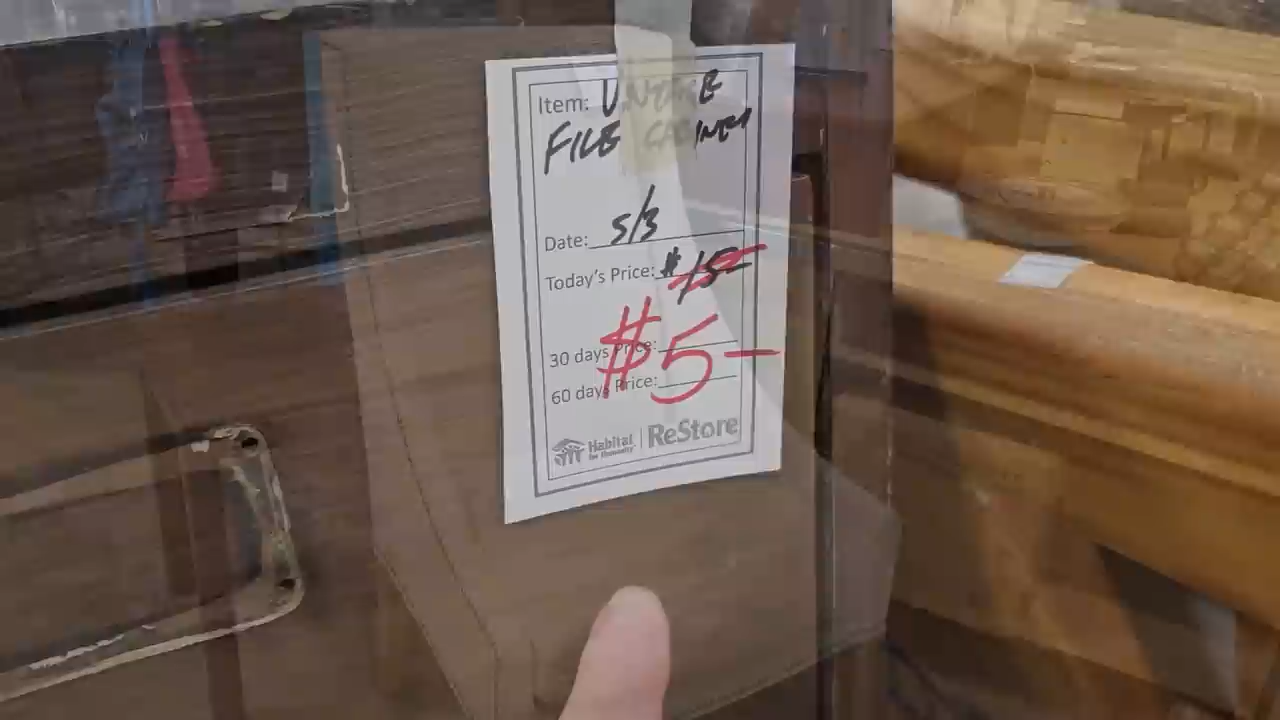 Item: VINTAGE
FILE CABINET
Date: 5/3
Today's Price: $15-
$5-
30 days Price:
60 days Price:
Habitat for Humanity | ReStore